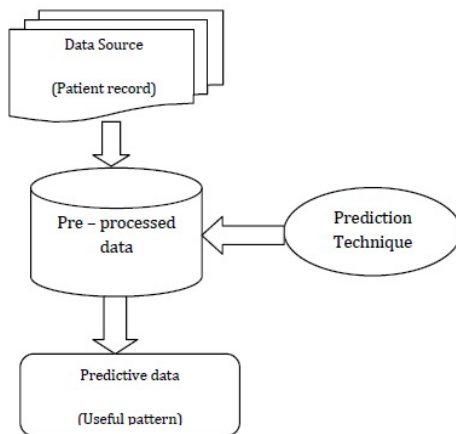 Data Source
(Patient record)
Pre – processed
data
Prediction
Technique
Predictive data
(Useful pattern)